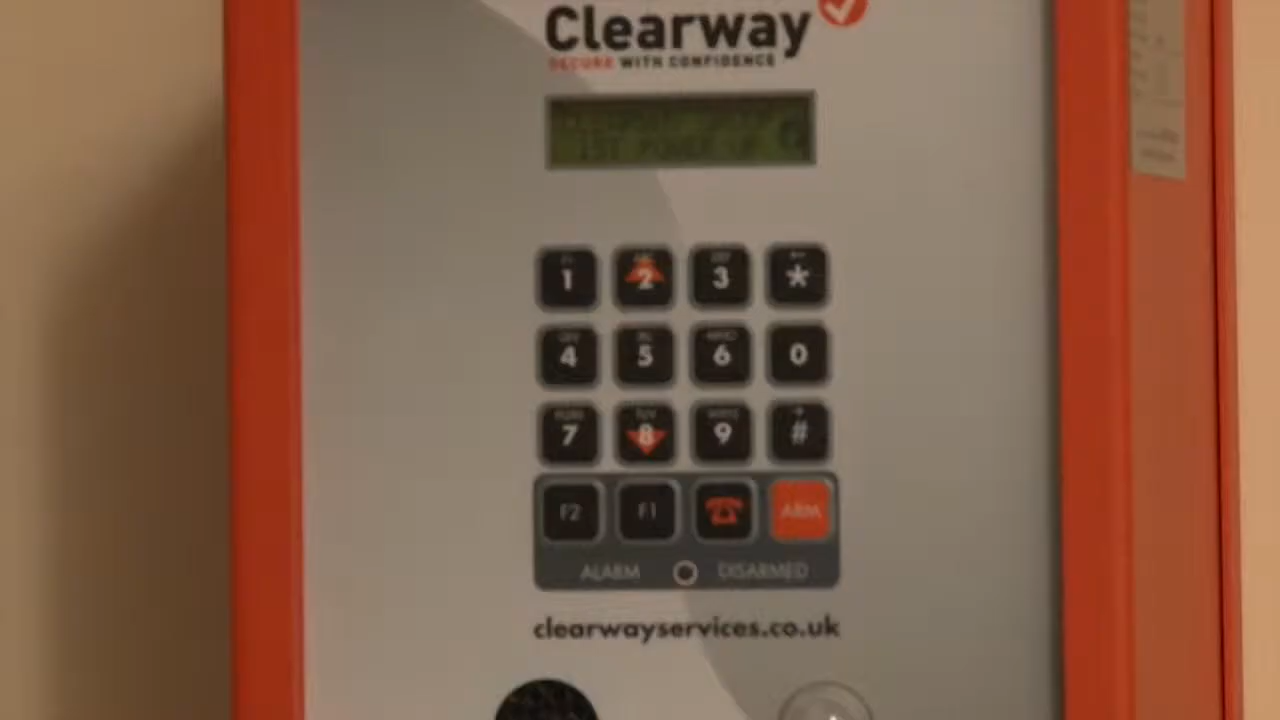 Clearway
SECURE WITH CONFIDENCE
1 2 3 *
4 5 6 0
7 8 9 #
F2 F1 ARM
ALARM DISARMED
clearwayservices.co.uk